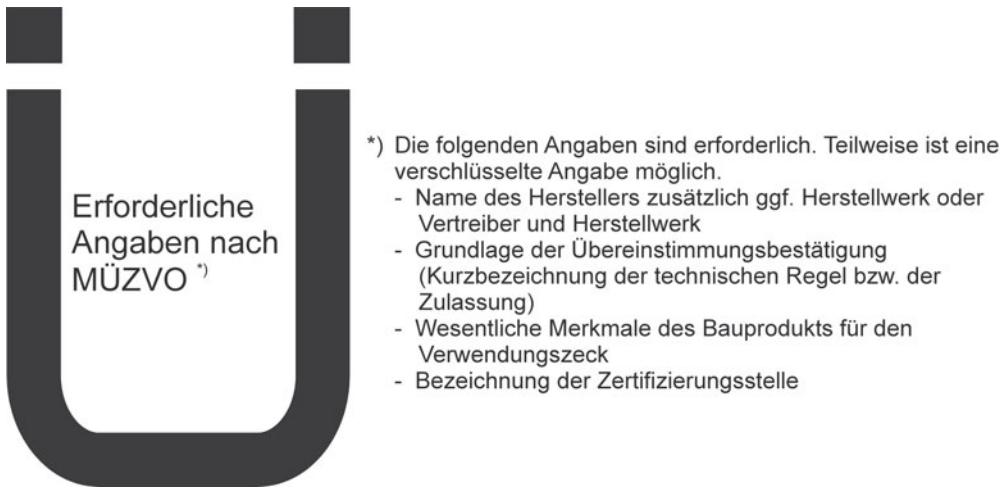 Ü
Erforderliche
Angaben nach
MÜZVO *)
*) Die folgenden Angaben sind erforderlich. Teilweise ist eine
verschlüsselte Angabe möglich.
- Name des Herstellers zusätzlich ggf. Herstellwerk oder
Vertreiber und Herstellwerk
- Grundlage der Übereinstimmungsbestätigung
(Kurzbezeichnung der technischen Regel bzw. der
Zulassung)
- Wesentliche Merkmale des Bauprodukts für den
Verwendungszeck
- Bezeichnung der Zertifizierungsstelle